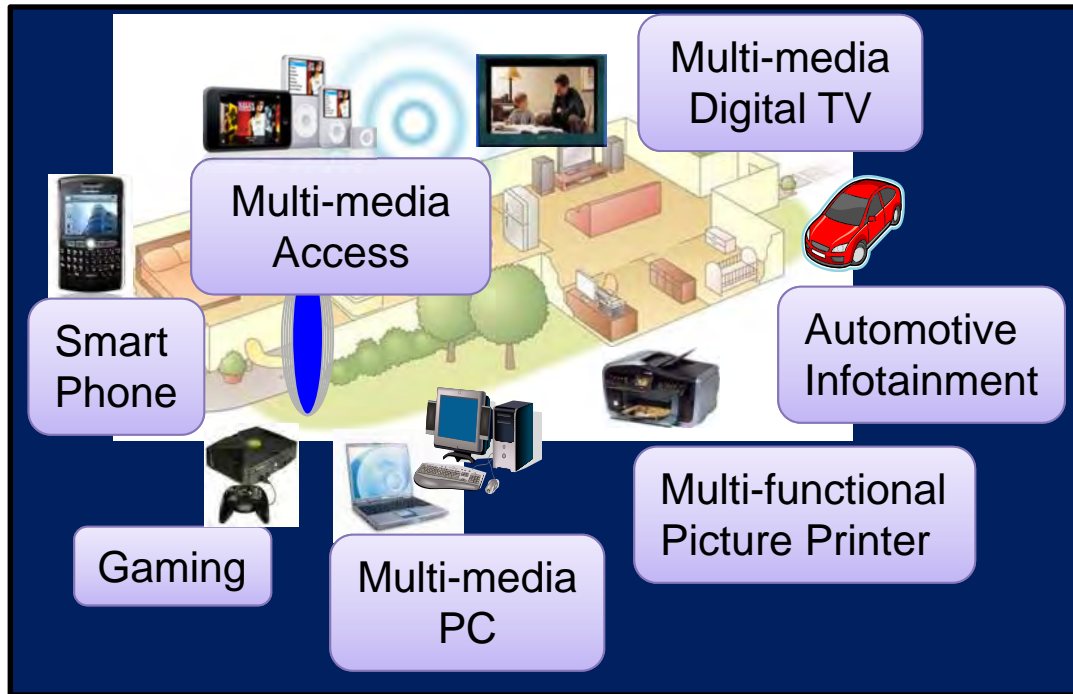 Multi-media
Digital TV
Multi-media
Access
Smart
Phone
Automotive
Infotainment
Gaming
Multi-media
PC
Multi-functional
Picture Printer